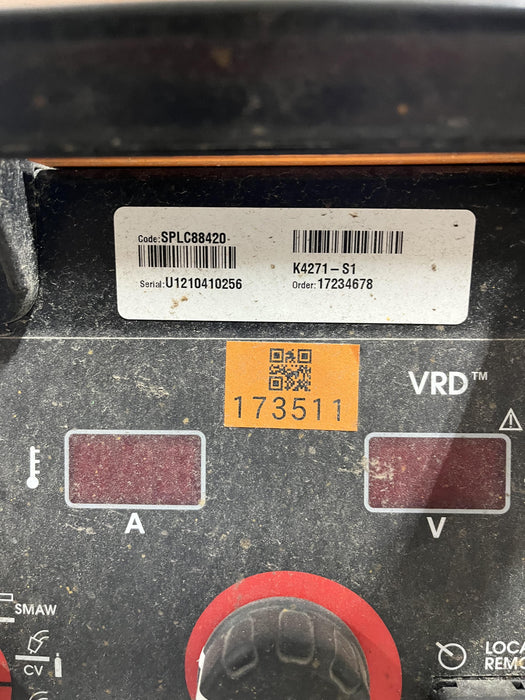 Code: SPLC88420
Serial: U1210410256
K4271-S1
Order: 17234678
173511
VRD™
A
V
SMAW
CV
LOCA
REMO